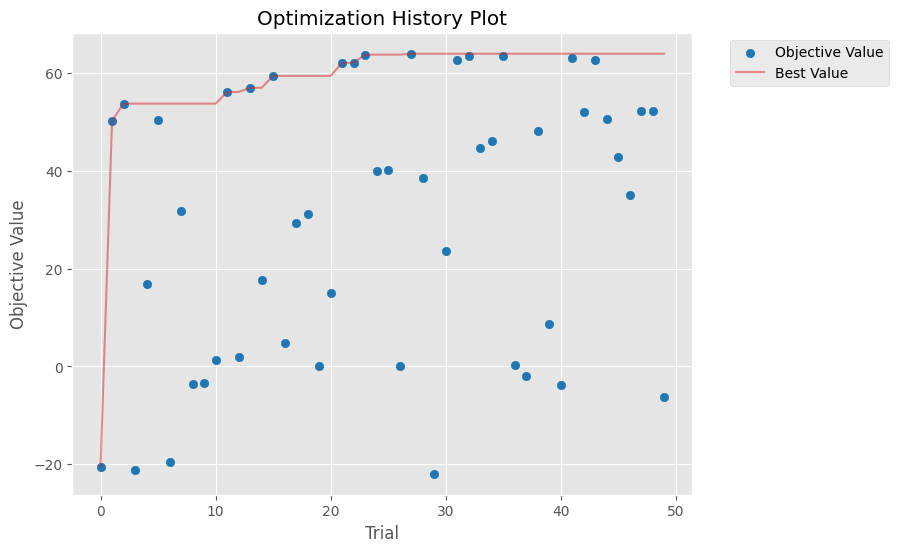 Optimization History Plot
Objective Value
Best Value
Objective Value
60
40
20
0
−20
0 10 20 30 40 50
Trial